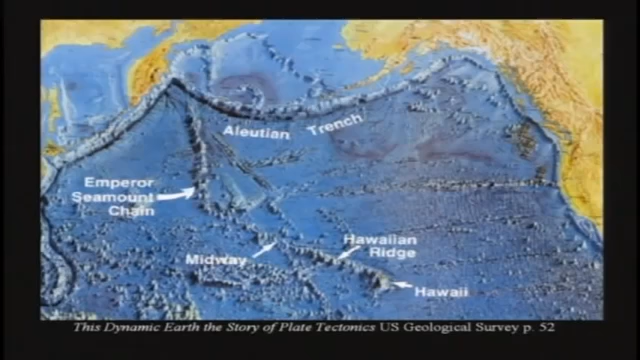 Aleutian Trench
Emperor
Seamount
Chain
Midway
Hawaiian
Ridge
Hawaii
This Dynamic Earth the Story of Plate Tectonics US Geological Survey p. 52